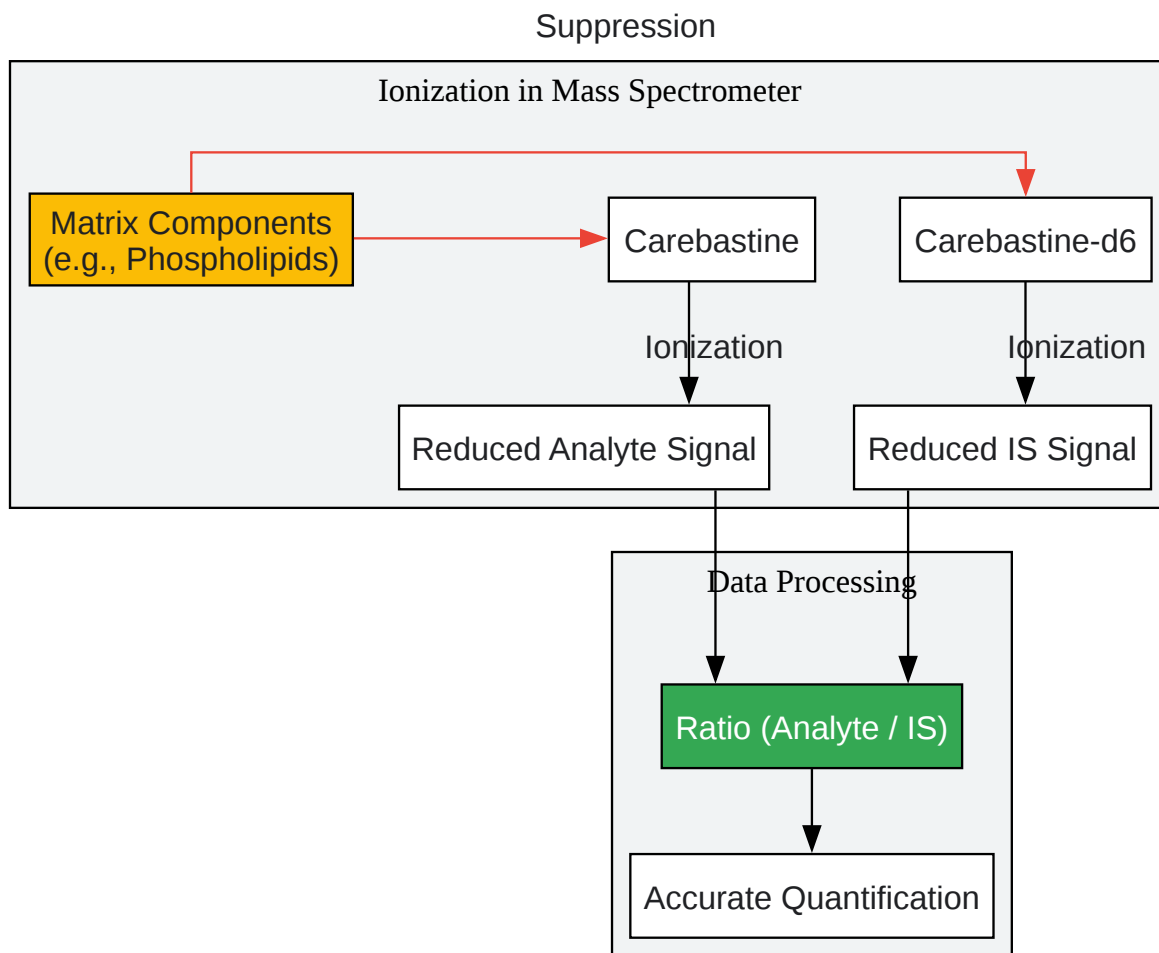 Suppression
Ionization in Mass Spectrometer
Matrix Components
(e.g., Phospholipids)
Carebastine
Carebastine-d6
Ionization
Ionization
Reduced Analyte Signal
Reduced IS Signal
Data Processing
Ratio (Analyte / IS)
Accurate Quantification